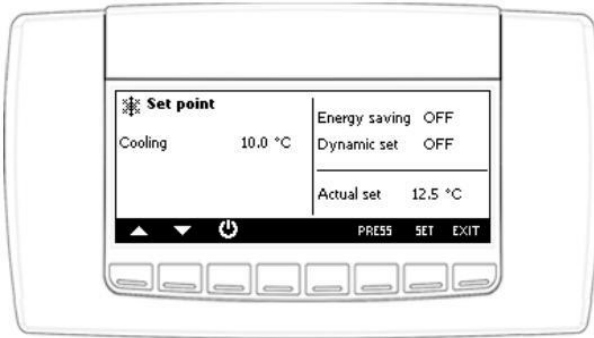 Set point
Cooling 10.0 °C
Energy saving OFF
Dynamic set OFF
Actual set 12.5 °C
PRESS SET EXIT